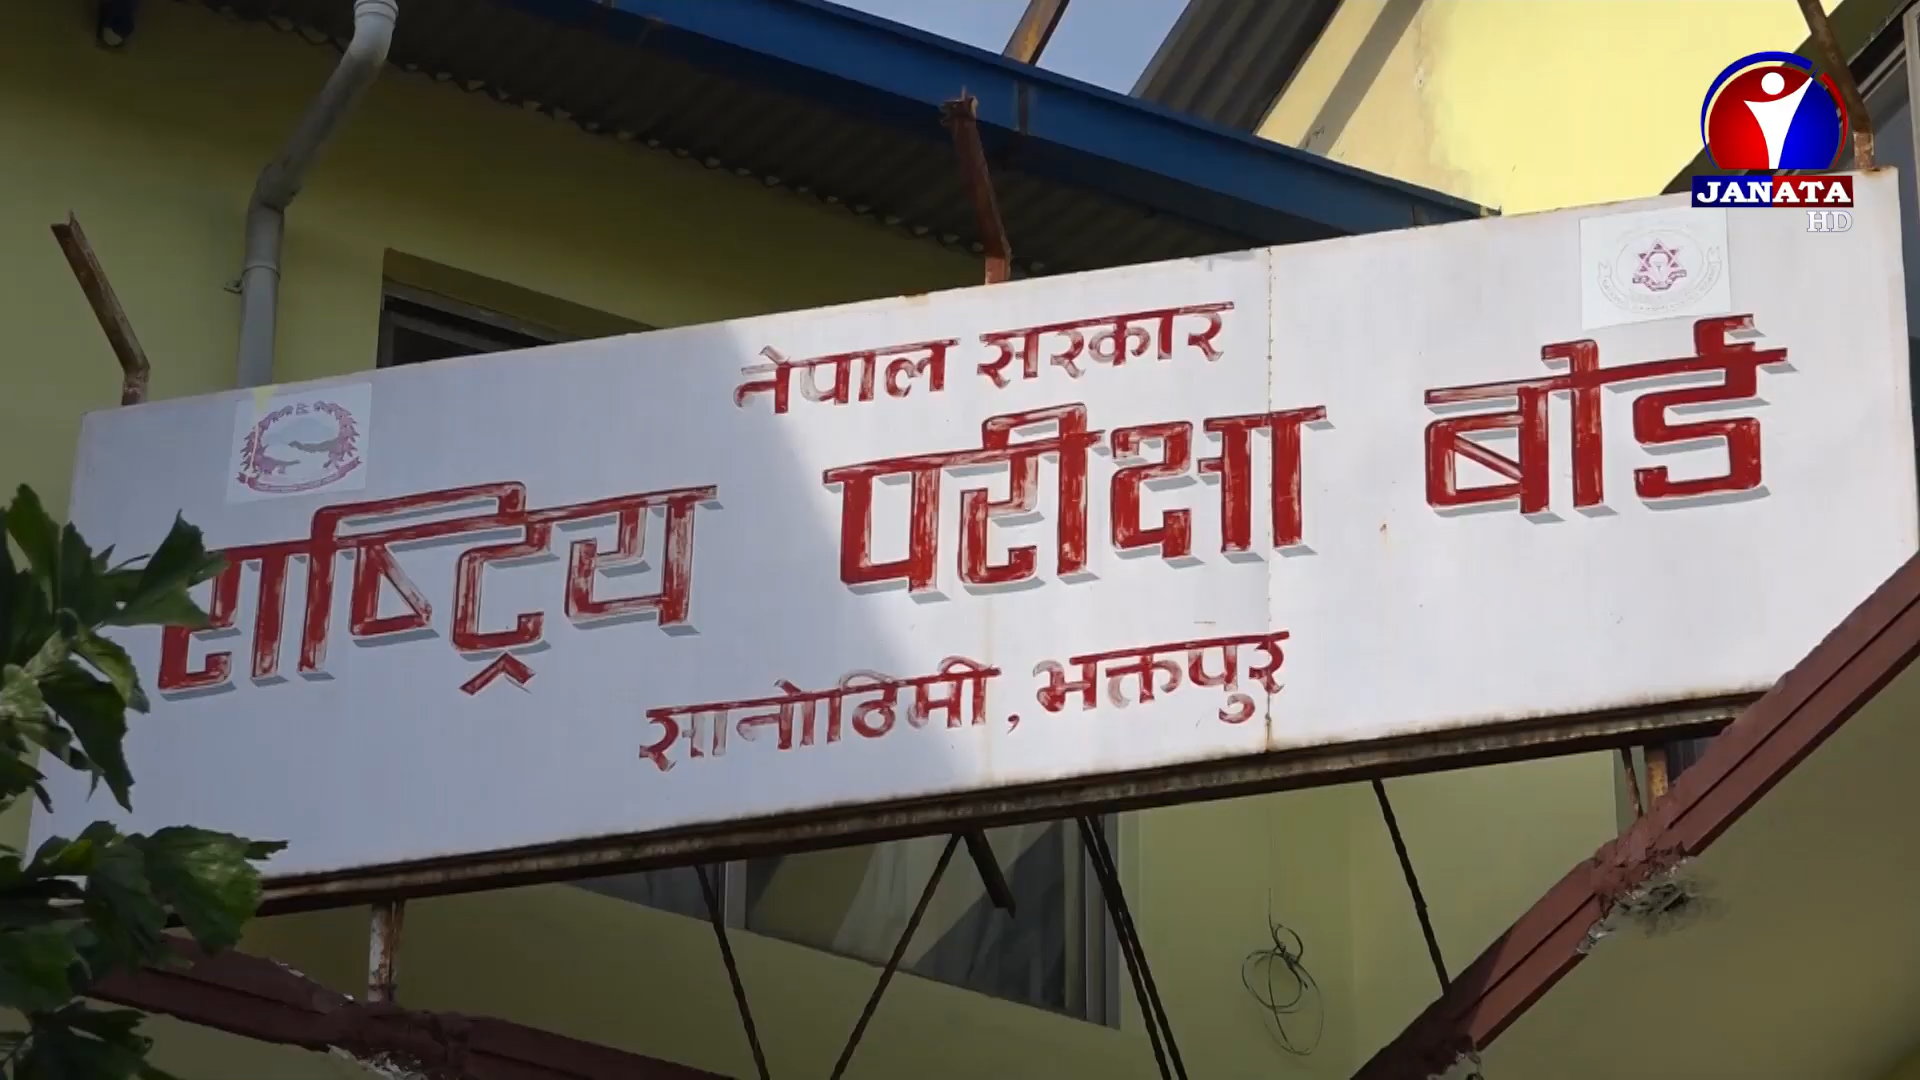 JANATA
HD
नेपाल सरकार
राष्ट्रिय परीक्षा बोर्ड
सानोठिमी, भक्तपुर